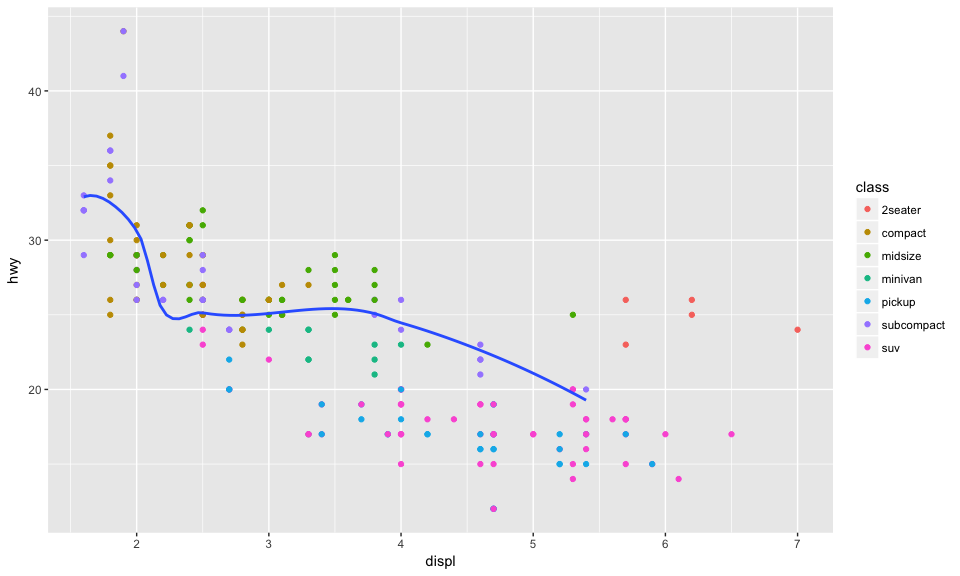 40
30
20
hwy
2 3 4 5 6 7
displ
class
2seater
compact
midsize
minivan
pickup
subcompact
suv